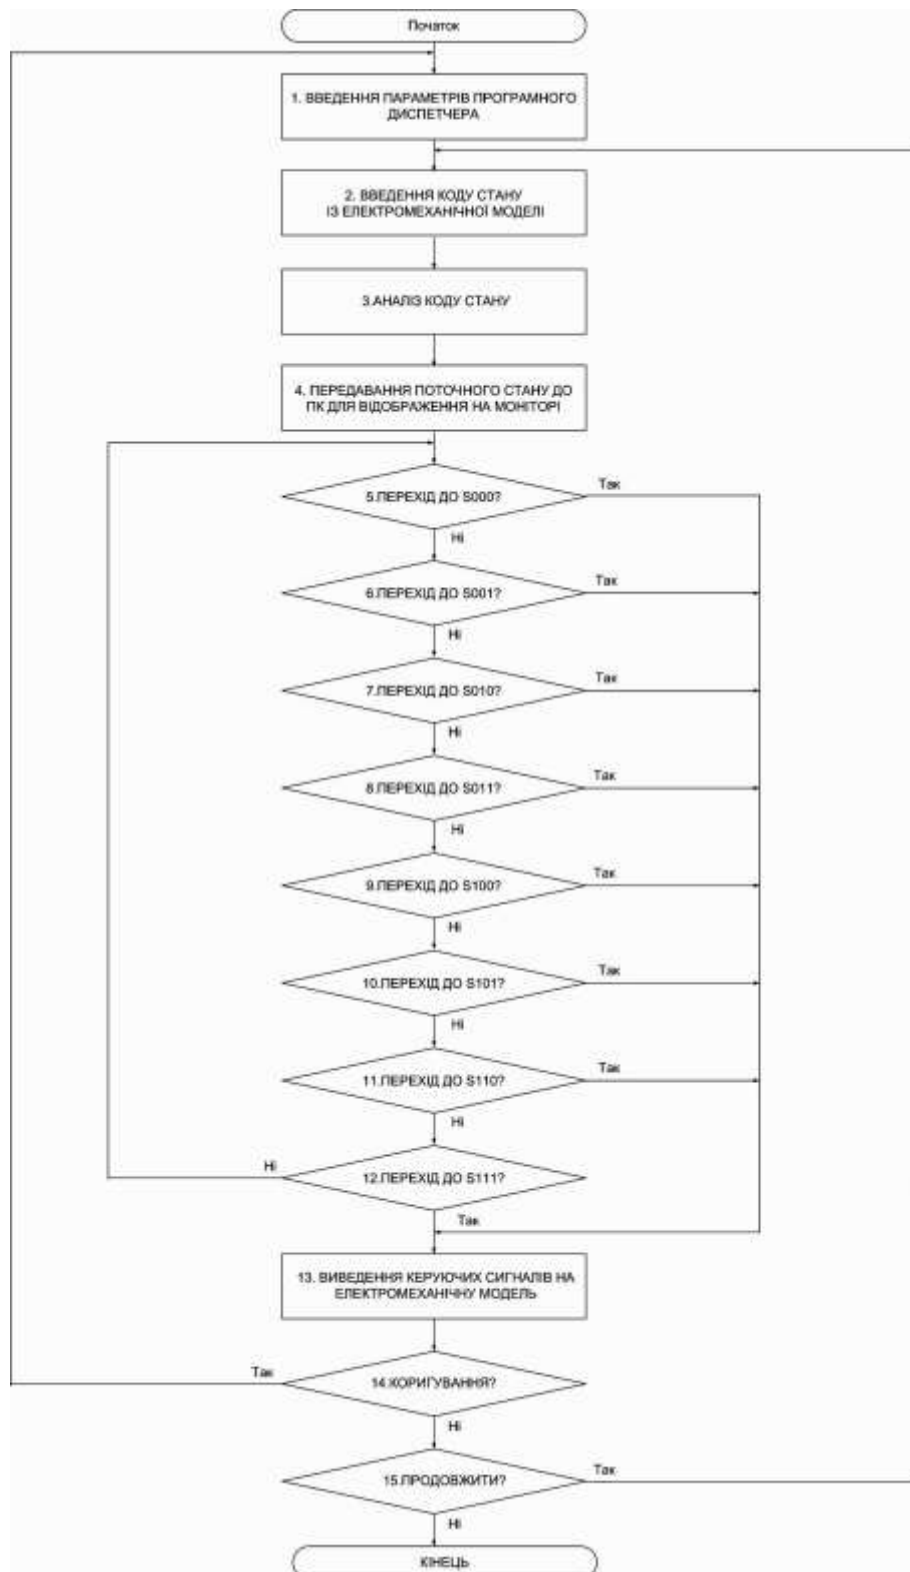 Початок
1. ВВЕДЕННЯ ПАРАМЕТРІВ ПРОГРАМНОГО
ДИСПЕТЧЕРА
2. ВВЕДЕННЯ КОДУ СТАНУ
ІЗ ЕЛЕКТРОМЕХАНІЧНОЇ МОДЕЛІ
3.АНАЛІЗ КОДУ СТАНУ
4. ПЕРЕДАВАННЯ ПОТОЧНОГО СТАНУ ДО
ПК ДЛЯ ВІДОБРАЖЕННЯ НА МОНІТОРІ
5.ПЕРЕХІД ДО S000?
Так
Ні
6.ПЕРЕХІД ДО S001?
Так
Ні
7.ПЕРЕХІД ДО S010?
Так
Ні
8.ПЕРЕХІД ДО S011?
Так
Ні
9.ПЕРЕХІД ДО S100?
Так
Ні
10.ПЕРЕХІД ДО S101?
Так
Ні
11.ПЕРЕХІД ДО S110?
Так
Ні
Ні
12.ПЕРЕХІД ДО S111?
Так
13. ВИВЕДЕННЯ КЕРУЮЧИХ СИГНАЛІВ НА
ЕЛЕКТРОМЕХАНІЧНУ МОДЕЛЬ
Так
14.КОРИГУВАННЯ?
Ні
15.ПРОДОВЖИТИ?
Так
Ні
КІНЕЦЬ